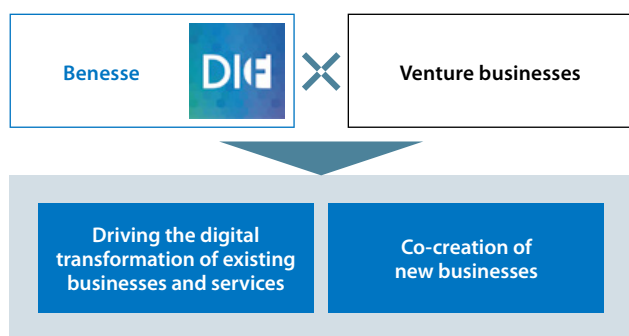 Benesse
DIF
Venture businesses
Driving the digital
transformation of existing
businesses and services
Co-creation of
new businesses